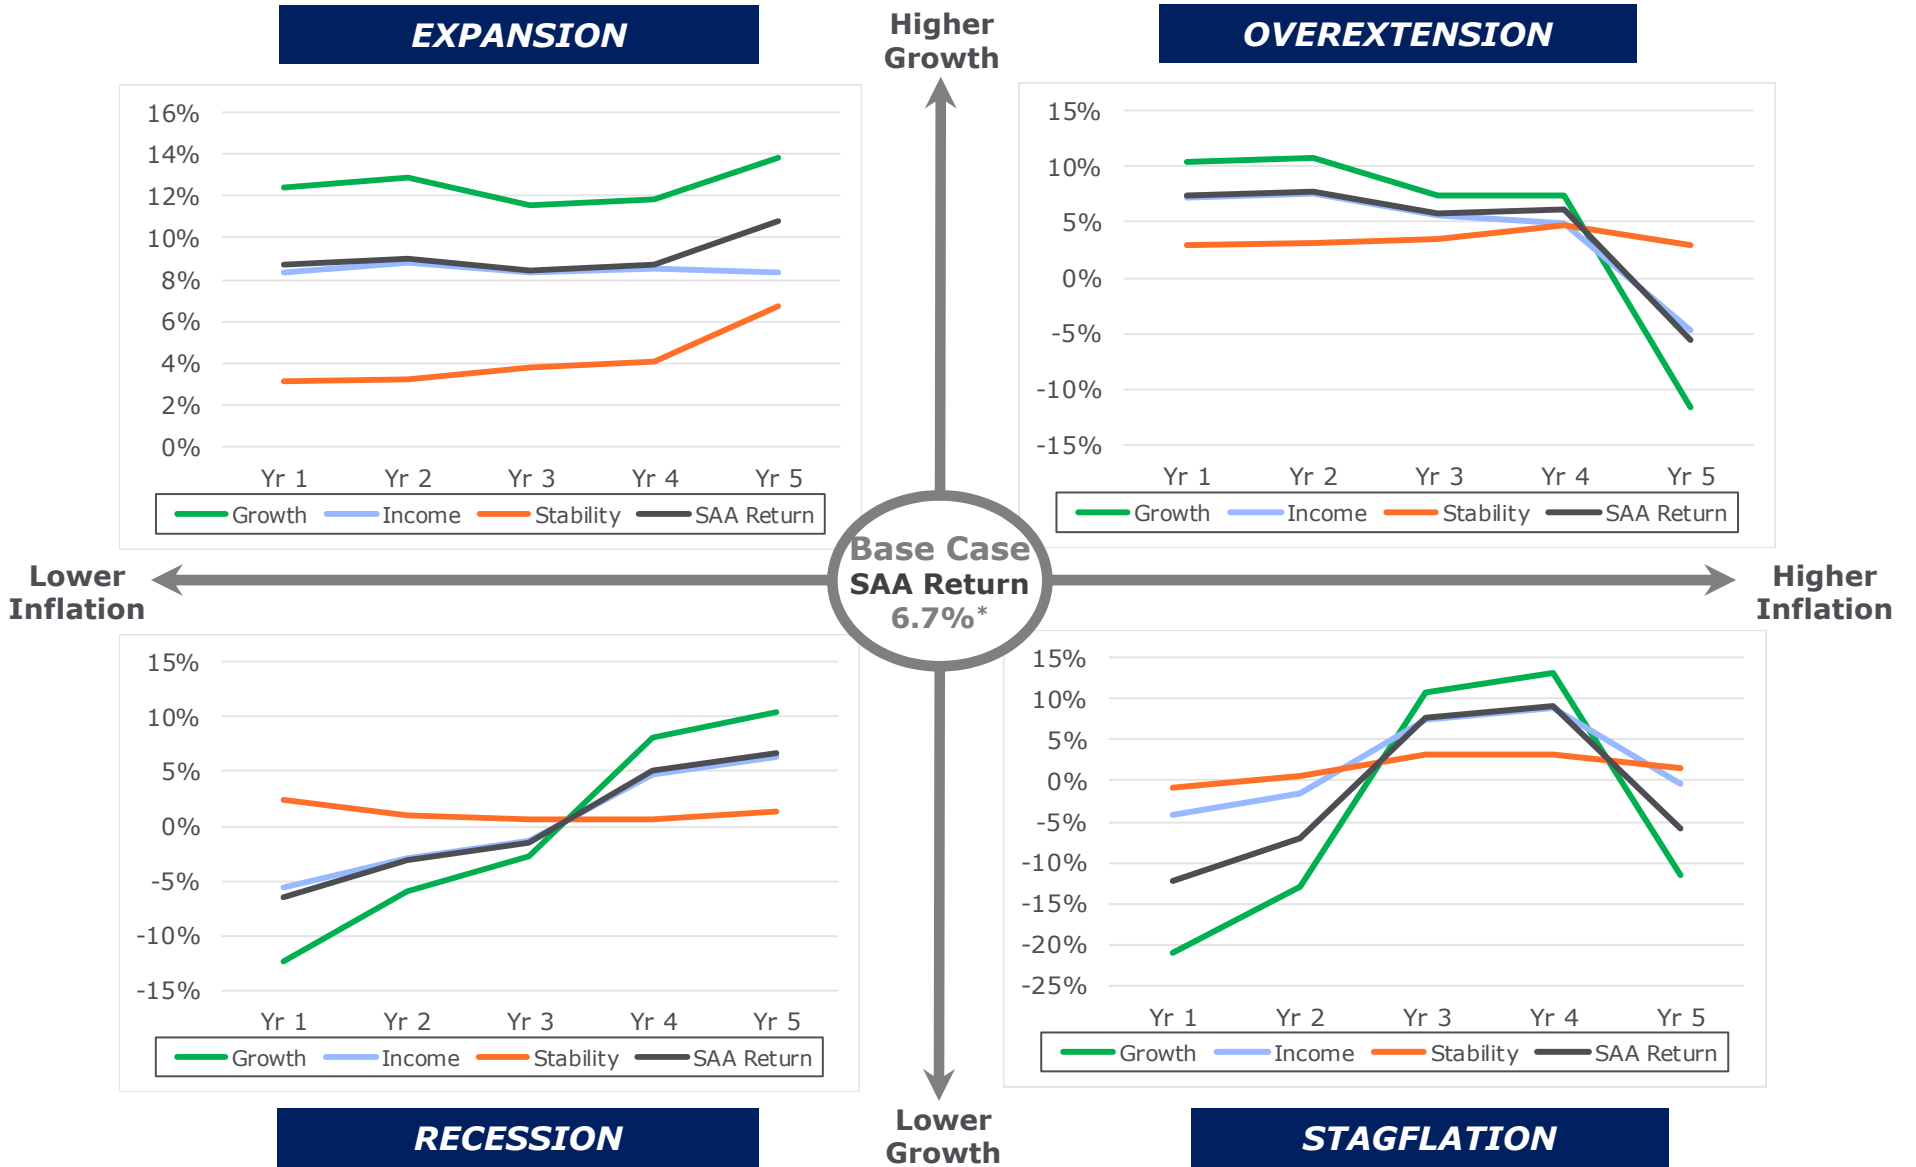 EXPANSION
Higher
Growth
OVEREXTENSION
16%
14%
12%
10%
8%
6%
4%
2%
0%
Yr 1 Yr 2 Yr 3 Yr 4 Yr 5
Growth Income Stability SAA Return
15%
10%
5%
0%
-5%
-10%
-15%
Yr 1 Yr 2 Yr 3 Yr 4 Yr 5
Growth Income Stability SAA Return
Lower
Inflation
Base Case
SAA Return
6.7%*
Higher
Inflation
15%
10%
5%
0%
-5%
-10%
-15%
Yr 1 Yr 2 Yr 3 Yr 4 Yr 5
Growth Income Stability SAA Return
15%
10%
5%
0%
-5%
-10%
-15%
-20%
-25%
Yr 1 Yr 2 Yr 3 Yr 4 Yr 5
Growth Income Stability SAA Return
RECESSION
Lower
Growth
STAGFLATION